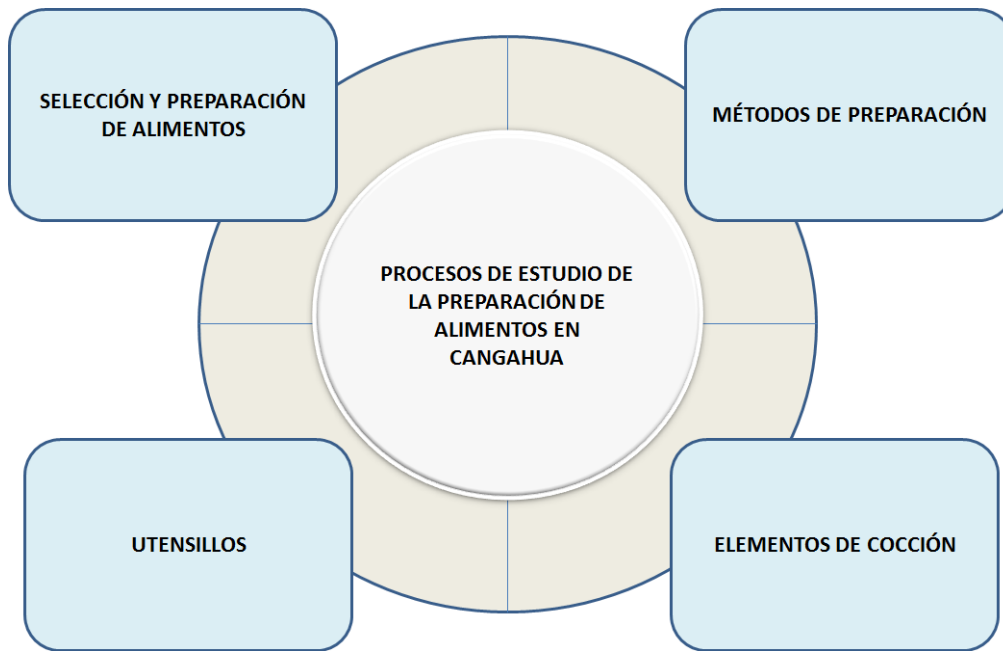 SELECCIÓN Y PREPARACIÓN
DE ALIMENTOS
MÉTODOS DE PREPARACIÓN
PROCESOS DE ESTUDIO DE
LA PREPARACIÓN DE
ALIMENTOS EN
CANGAHUA
UTENSILLOS
ELEMENTOS DE COCCIÓN